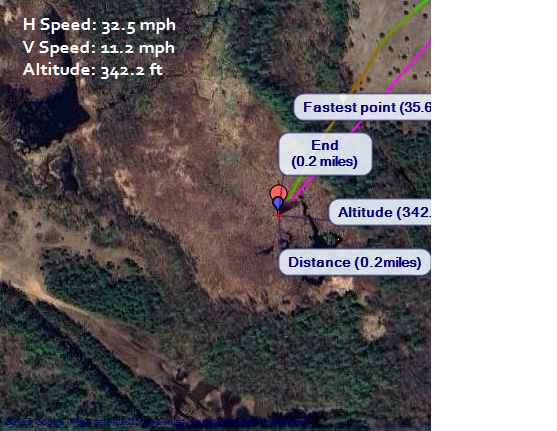 H Speed: 32.5 mph
V Speed: 11.2 mph
Altitude: 342.2 ft
Fastest point (35.6
End
(0.2 miles)
Altitude (342.
Distance (0.2miles)